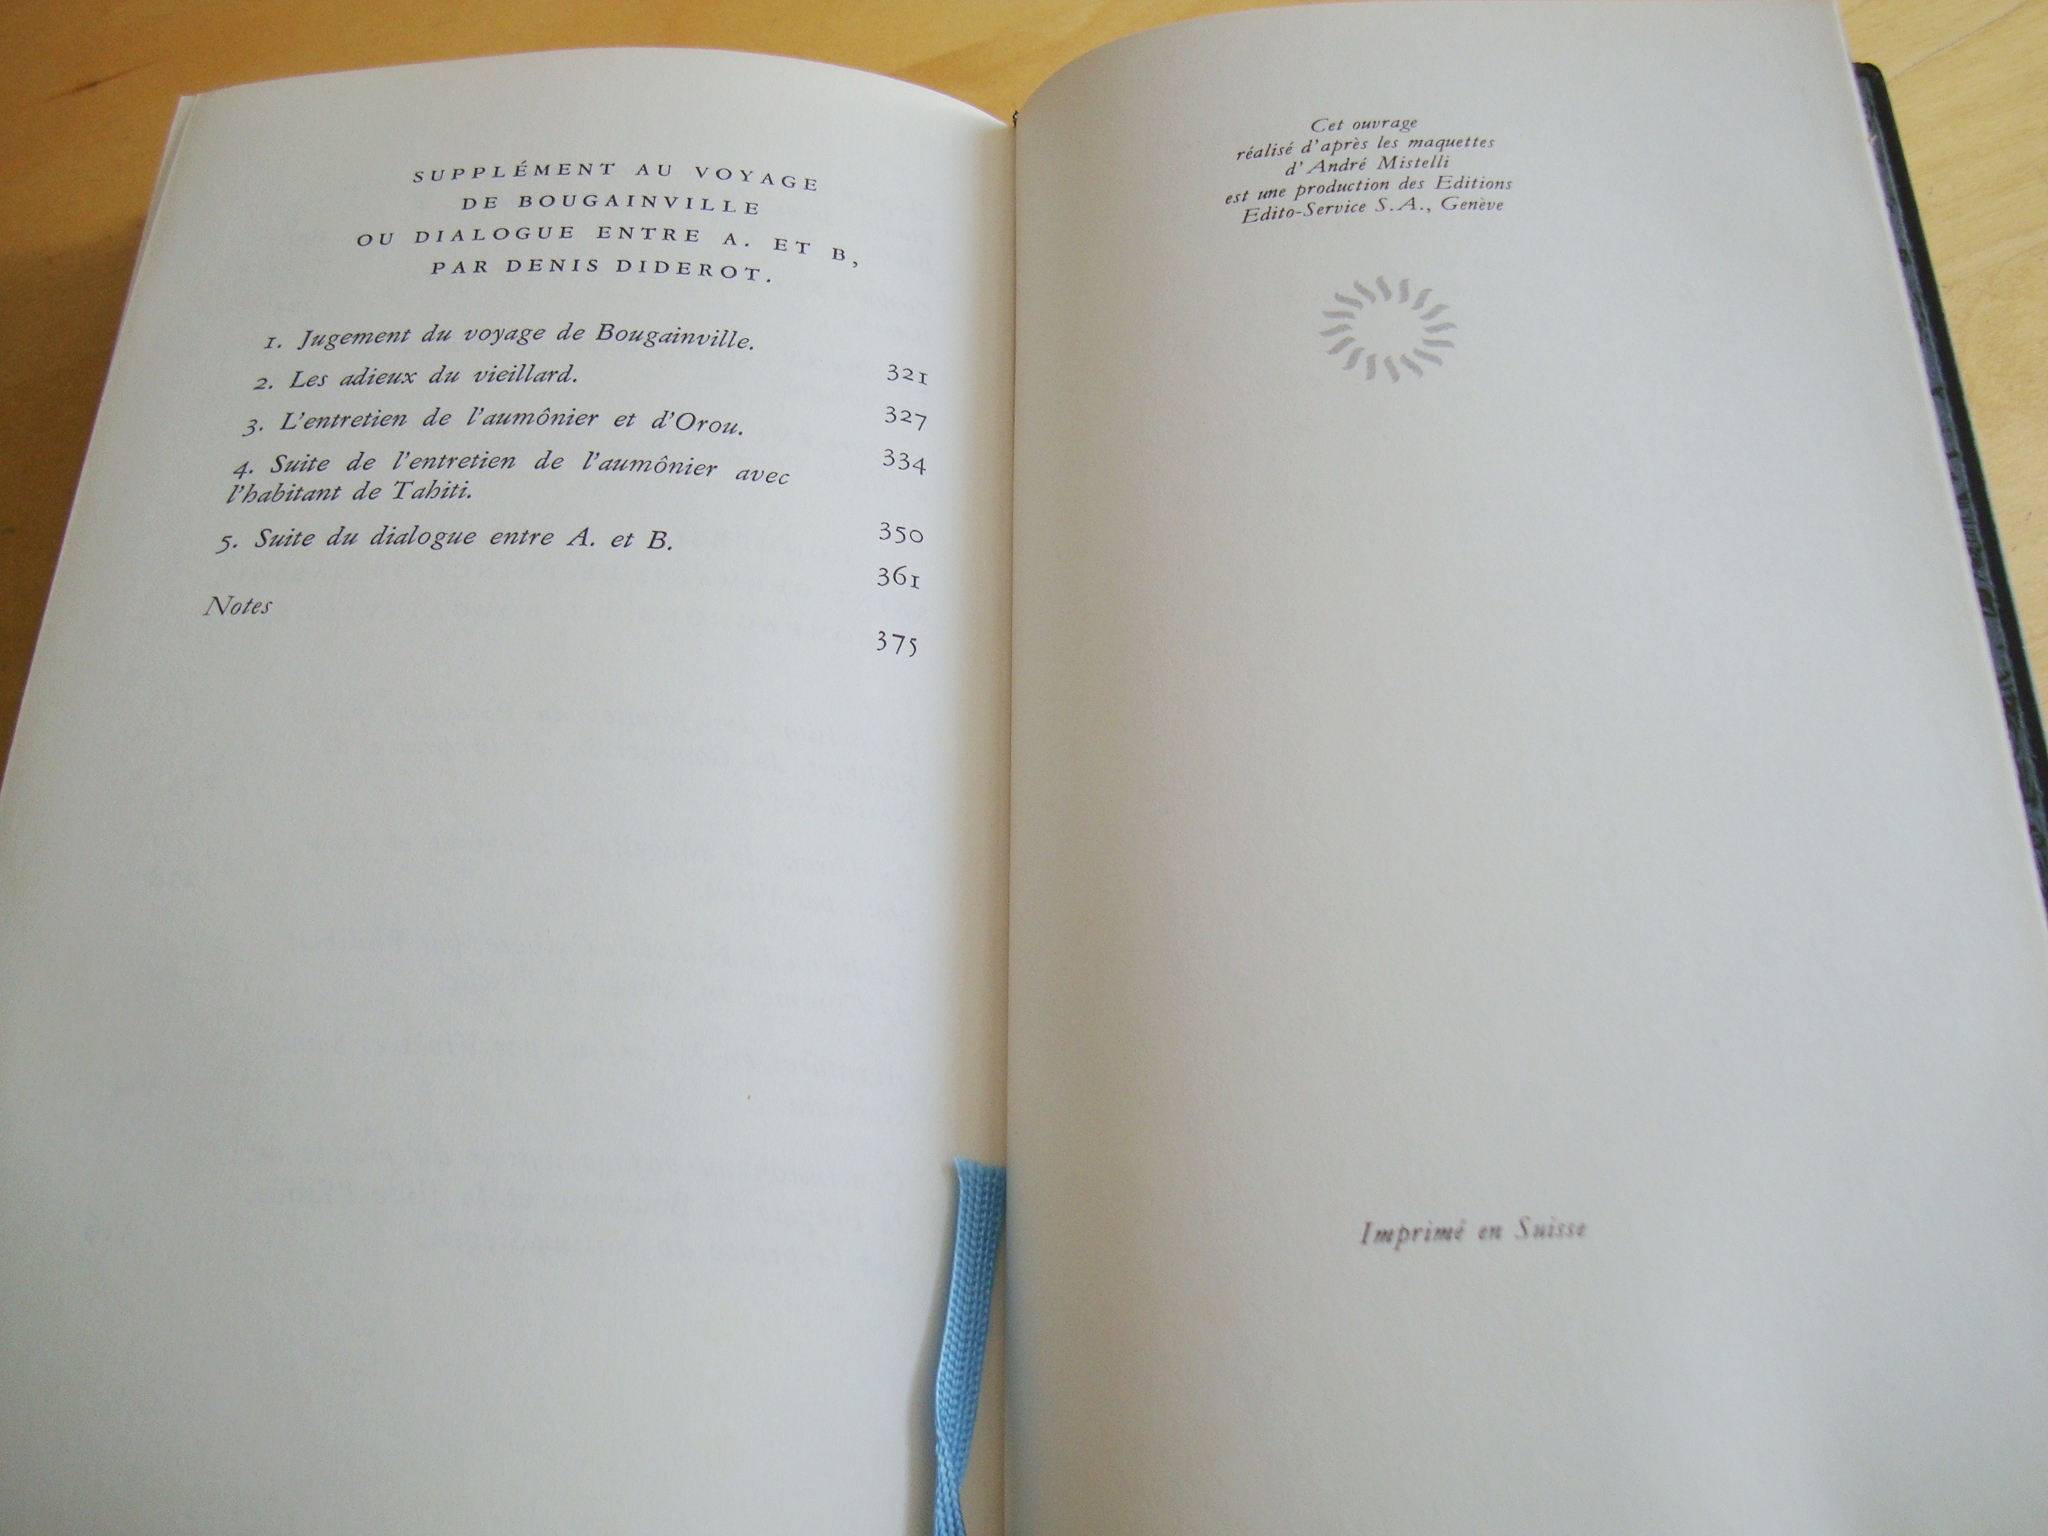 SUPPLÉMENT AU VOYAGE
DE BOUGAINVILLE
OU DIALOGUE ENTRE A. ET B,
PAR DENIS DIDEROT.
1. Jugement du voyage de Bougainville. 321
2. Les adieux du vieillard. 327
3. L'entretien de l'aumônier et d'Orou. 334
4. Suite de l'entretien de l'aumônier avec
l'habitant de Tahiti. 350
5. Suite du dialogue entre A. et B. 361
Notes 375
Cet ouvrage
réalisé d'après les maquettes
d'André Mistelli
est une production des Editions
Edito-Service S.A., Genève
Imprimé en Suisse